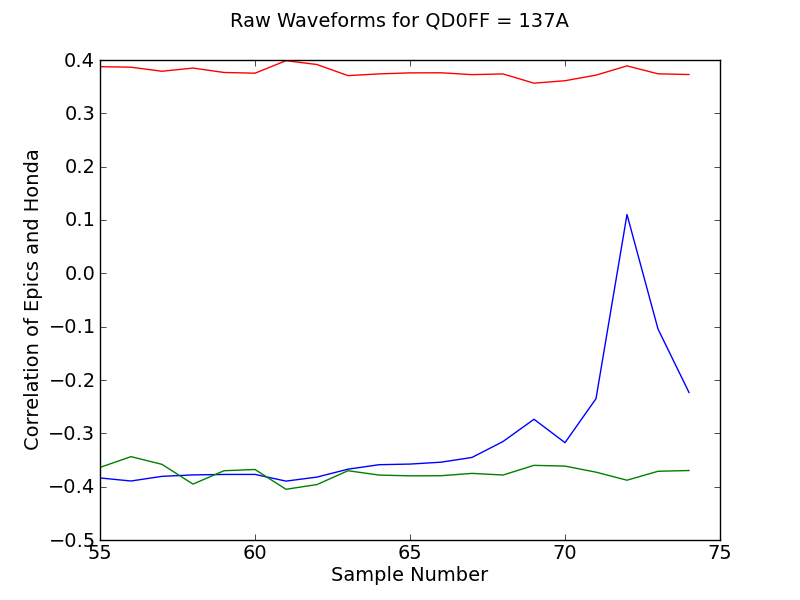 Raw Waveforms for QD0FF = 137A
0.4
0.3
0.2
0.1
0.0
−0.1
−0.2
−0.3
−0.4
−0.5
Correlation of Epics and Honda
55 60 65 70 75
Sample Number